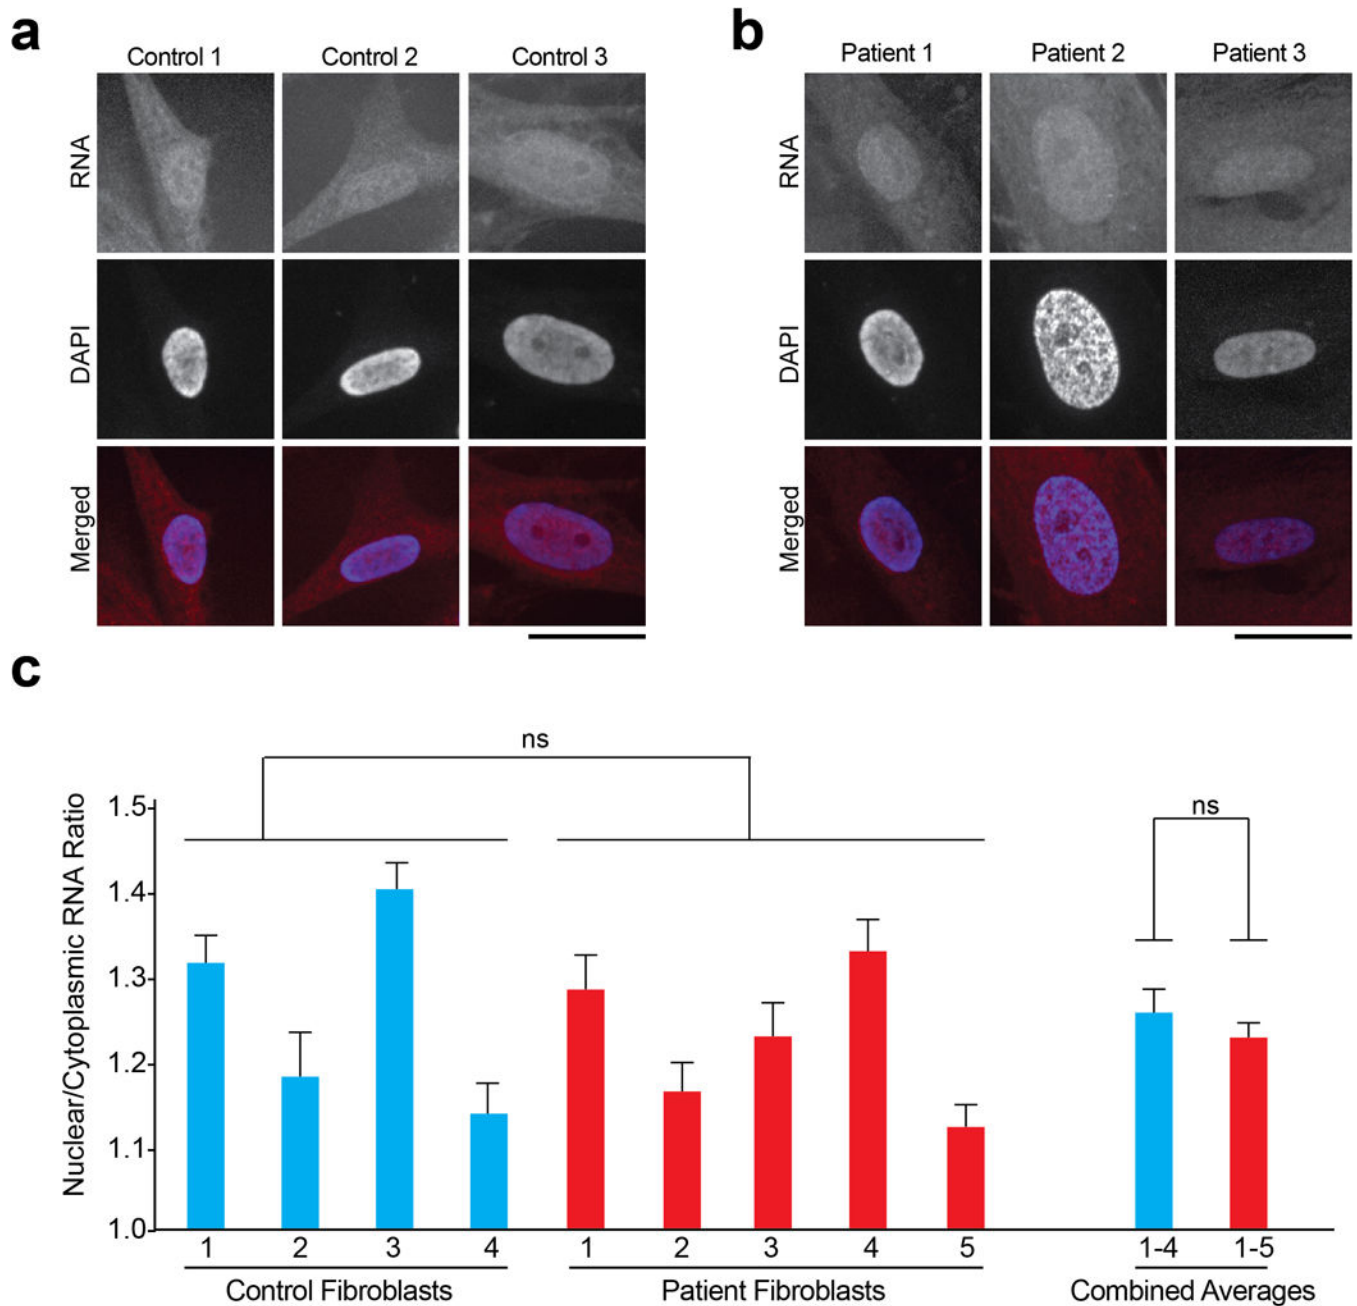 a
Control 1 Control 2 Control 3
RNA
DAPI
Merged
b
Patient 1 Patient 2 Patient 3
RNA
DAPI
Merged
c
ns
ns
Nuclear/Cytoplasmic RNA Ratio
1.5
1.4
1.3
1.2
1.1
1.0
1 2 3 4 1 2 3 4 5 1-4 1-5
Control Fibroblasts Patient Fibroblasts Combined Averages